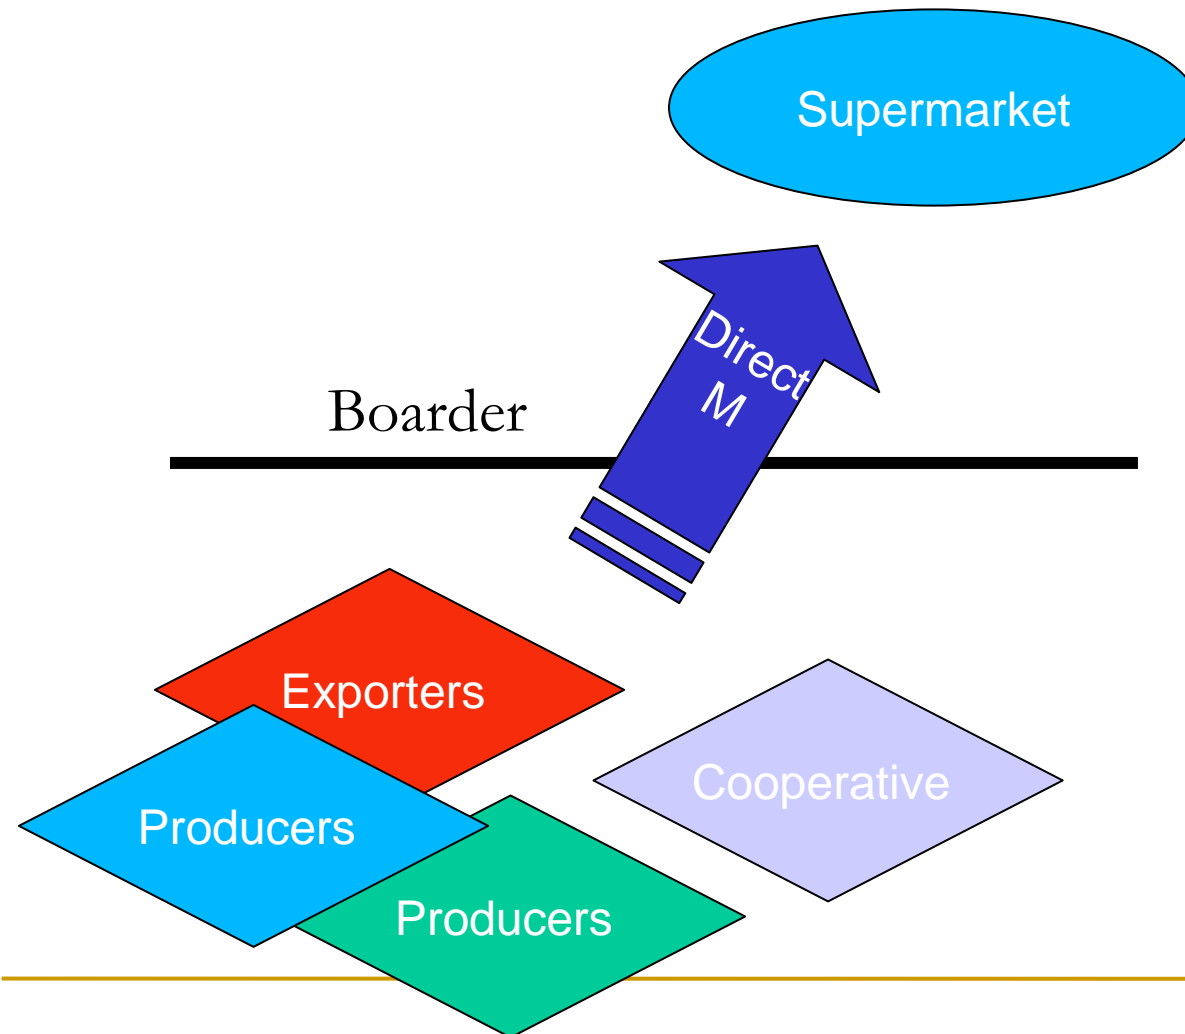 Supermarket
Direct
M
Boarder
Exporters
Cooperative
Producers
Producers